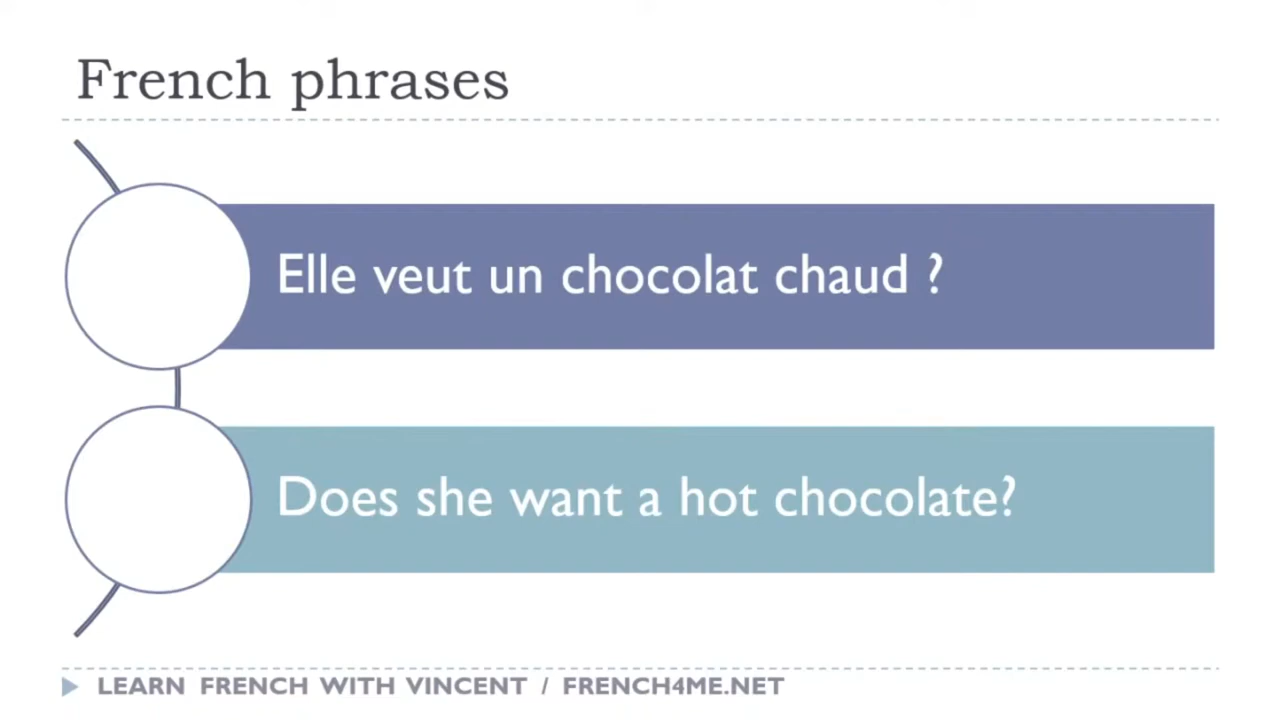 French phrases
Elle veut un chocolat chaud ?
Does she want a hot chocolate?
LEARN FRENCH WITH VINCENT / FRENCH4ME.NET